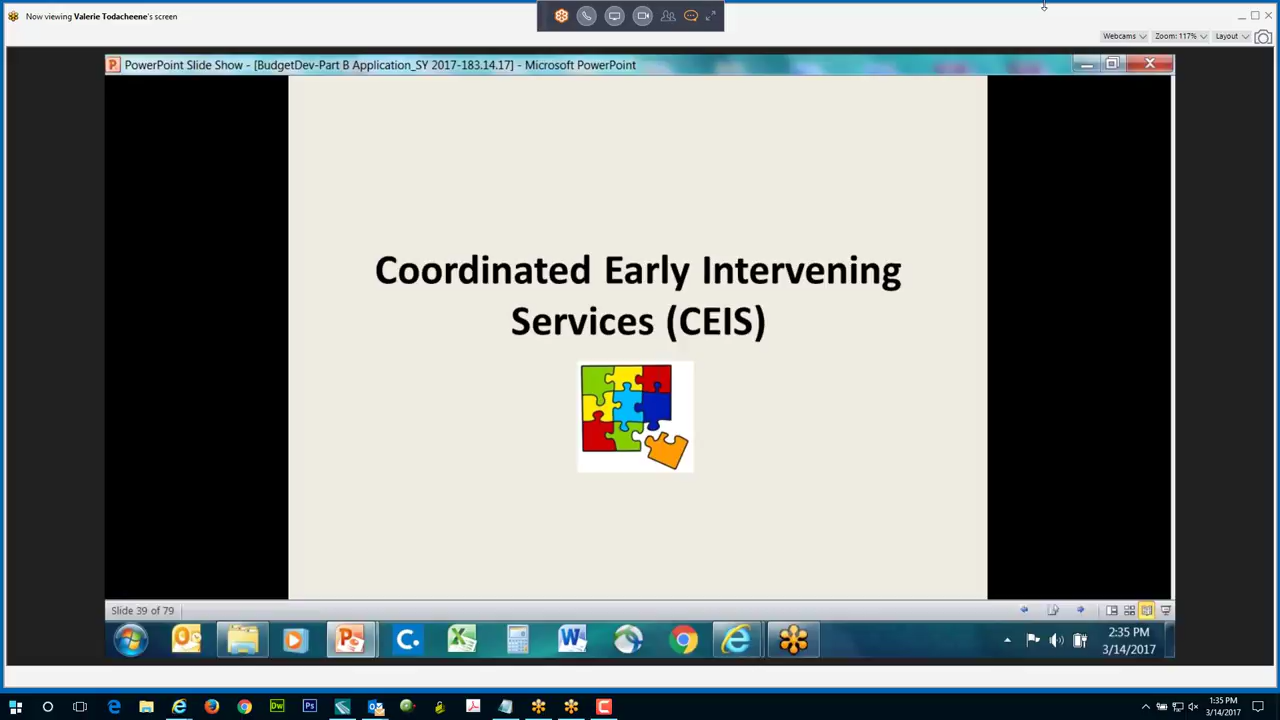 Now viewing Valerie Todacheene's screen
Webcams
Zoom: 117%
Layout
PowerPoint Slide Show - [BudgetDev-Part B Application_SY 2017-183.14.17] - Microsoft PowerPoint
Coordinated Early Intervening
Services (CEIS)
Slide 39 of 79
2:35 PM
3/14/2017
1:35 PM
3/14/2017